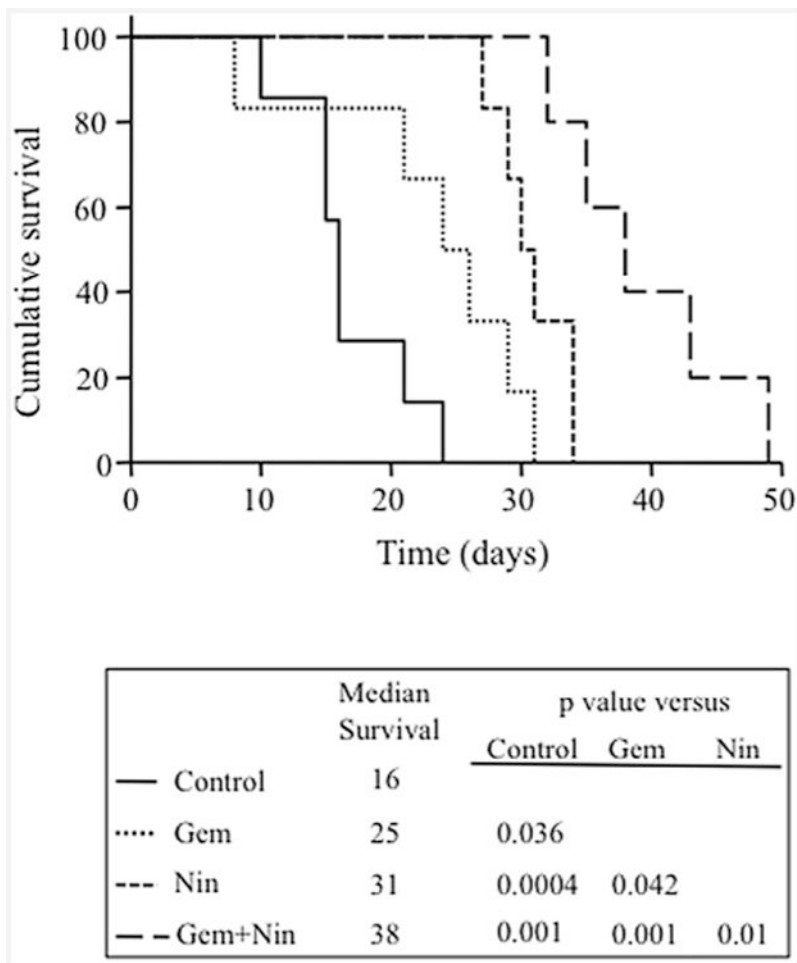 100
80
60
40
20
0
Cumulative survival
0 10 20 30 40 50
Time (days)
Median
Survival
p value versus
Control Gem Nin
Control 16
Gem 25 0.036
Nin 31 0.0004 0.042
Gem+Nin 38 0.001 0.001 0.01